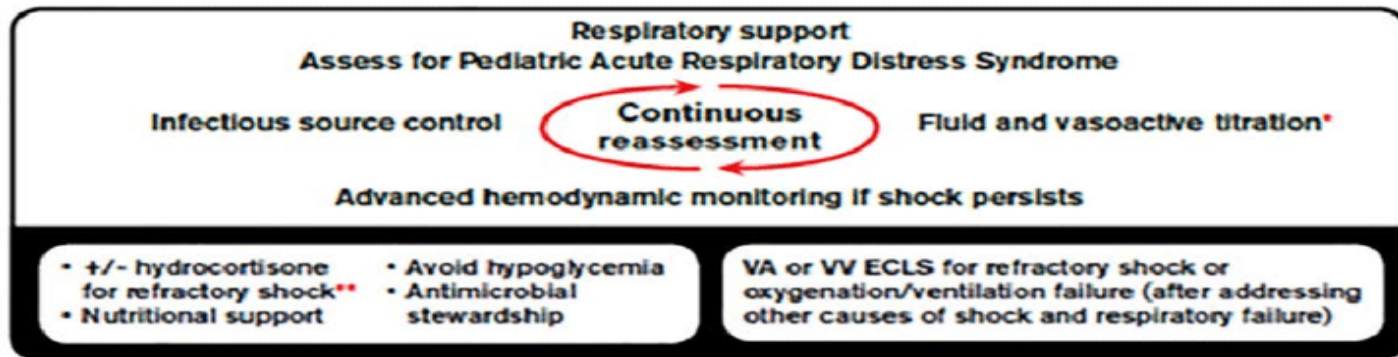 Respiratory support
Assess for Pediatric Acute Respiratory Distress Syndrome
Infectious source control
Continuous
reassessment
Fluid and vasoactive titration*
Advanced hemodynamic monitoring if shock persists
• +/- hydrocortisone
for refractory shock**
• Nutritional support
• Avoid hypoglycemia
• Antimicrobial
stewardship
VA or VV ECLS for refractory shock or
oxygenation/ventilation failure (after addressing
other causes of shock and respiratory failure)